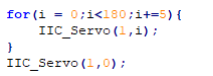 for(i = 0;i<180;i+=5){
    IIC_Servo(1,i);
}
IIC_Servo(1,0);